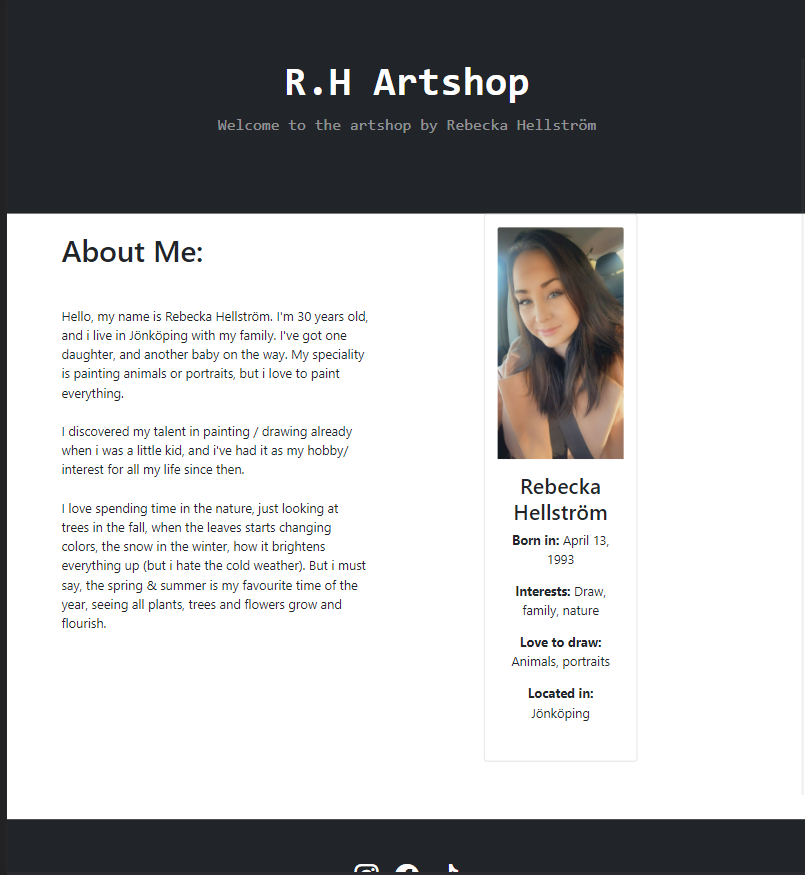 R.H Artshop
Welcome to the artshop by Rebecka Hellström
About Me:
Hello, my name is Rebecka Hellström. I'm 30 years old,
and i live in Jönköping with my family. I've got one
daughter, and another baby on the way. My speciality
is painting animals or portraits, but i love to paint
everything.
I discovered my talent in painting / drawing already
when i was a little kid, and i've had it as my hobby/
interest for all my life since then.
I love spending time in the nature, just looking at
trees in the fall, when the leaves starts changing
colors, the snow in the winter, how it brightens
everything up (but i hate the cold weather). But i must
say, the spring & summer is my favourite time of the
year, seeing all plants, trees and flowers grow and
flourish.
Rebecka
Hellström
Born in: April 13,
1993
Interests: Draw,
family, nature
Love to draw:
Animals, portraits
Located in:
Jönköping